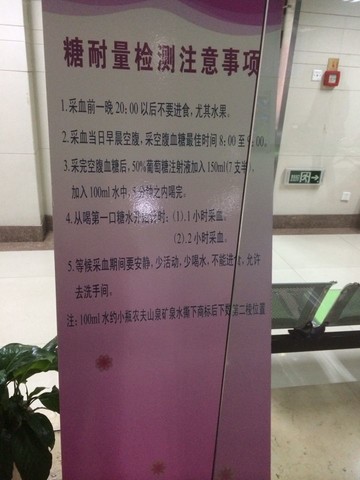 糖耐量检测注意事项
1.采血前一晚20:00以后不要进食,尤其水果。
2.采血当日早晨空腹,采空腹血糖最佳时间8:00至9:00。
3.采完空腹血糖后,50%葡萄糖注射液加入150ml(7支半)
加入100ml水中,5分钟之内喝完。
4.从喝第一口糖水开始计时:(1).1小时采血。
(2).2小时采血。
5.等候采血期间要安静,少活动,少喝水,不能进食,允许
去洗手间。
注:100ml水约小瓶农夫山泉矿泉水撕下商标后下数第二棱位置